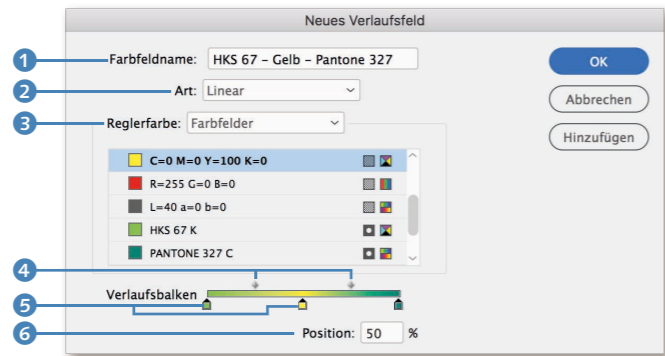 Neues Verlaufsfeld
1 Farbfeldname: HKS 67 – Gelb – Pantone 327 OK
2 Art: Linear Abbrechen
3 Reglerfarbe: Farbfelder Hinzufügen
C=0 M=0 Y=100 K=0
R=255 G=0 B=0
L=40 a=0 b=0
HKS 67 K
PANTONE 327 C
4
Verlaufsbalken
5
6 Position: 50 %